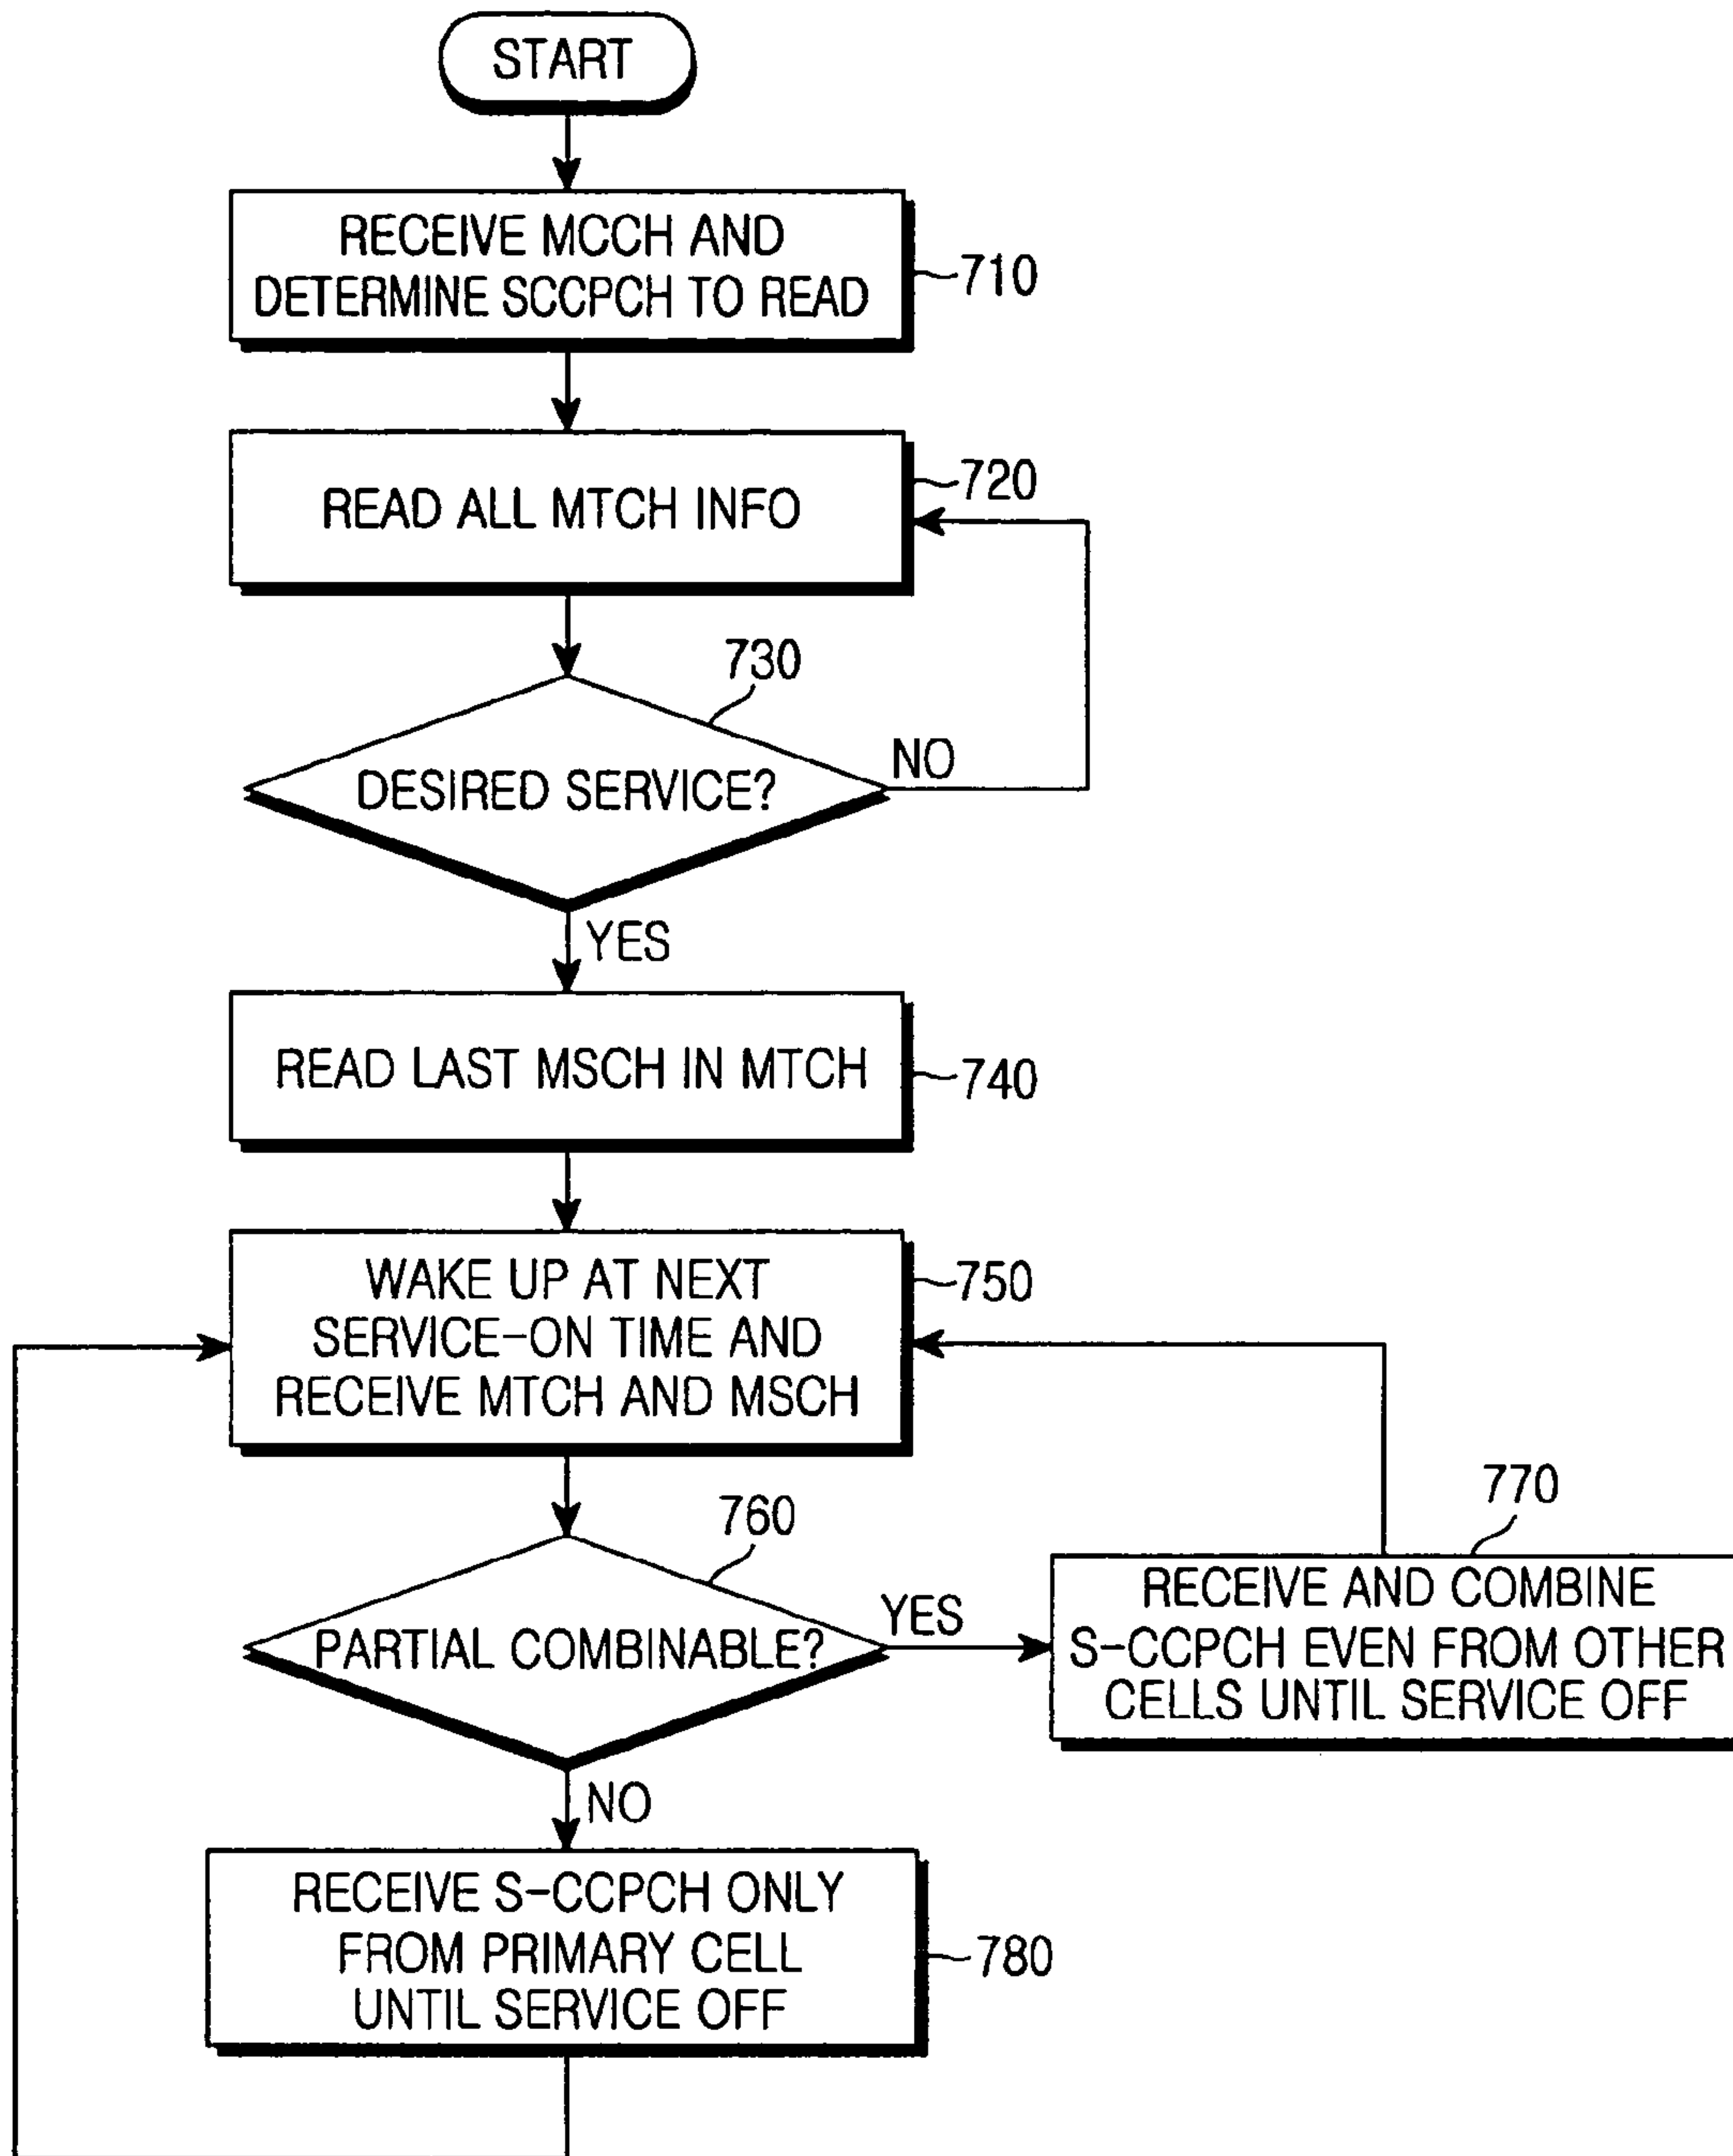 START
RECEIVE MCCH AND
DETERMINE SCCPCH TO READ
710
READ ALL MTCH INFO
720
730
DESIRED SERVICE?
NO
YES
READ LAST MSCH IN MTCH
740
WAKE UP AT NEXT
SERVICE-ON TIME AND
RECEIVE MTCH AND MSCH
750
760
PARTIAL COMBINABLE?
YES
770
RECEIVE AND COMBINE
S-CCPCH EVEN FROM OTHER
CELLS UNTIL SERVICE OFF
NO
RECEIVE S-CCPCH ONLY
FROM PRIMARY CELL
UNTIL SERVICE OFF
780